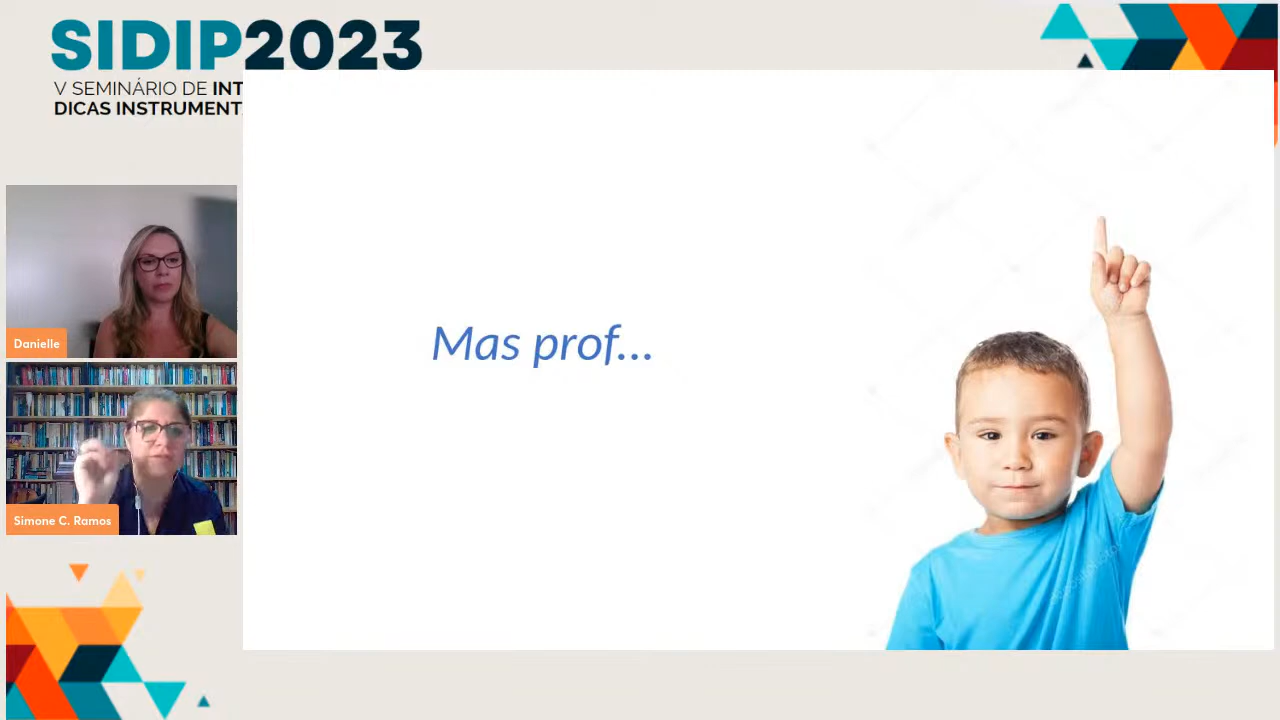 SIDIP2023
V SEMINÁRIO DE INT
DICAS INSTRUMENT
Danielle
Simone C. Ramos
Mas prof...